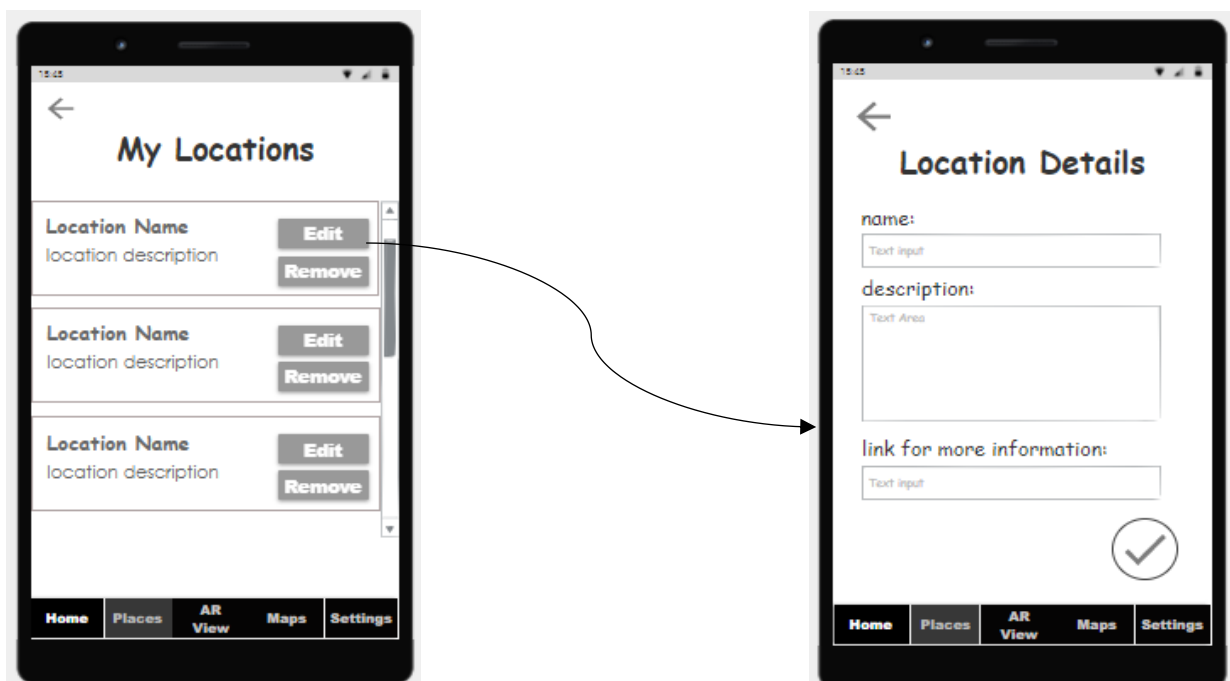 15:45
My Locations
Location Name
location description
Edit
Remove
Location Name
location description
Edit
Remove
Location Name
location description
Edit
Remove
Home Places AR View Maps Settings
15:45
Location Details
name:
Text input
description:
Text Area
link for more information:
Text input
Home Places AR View Maps Settings